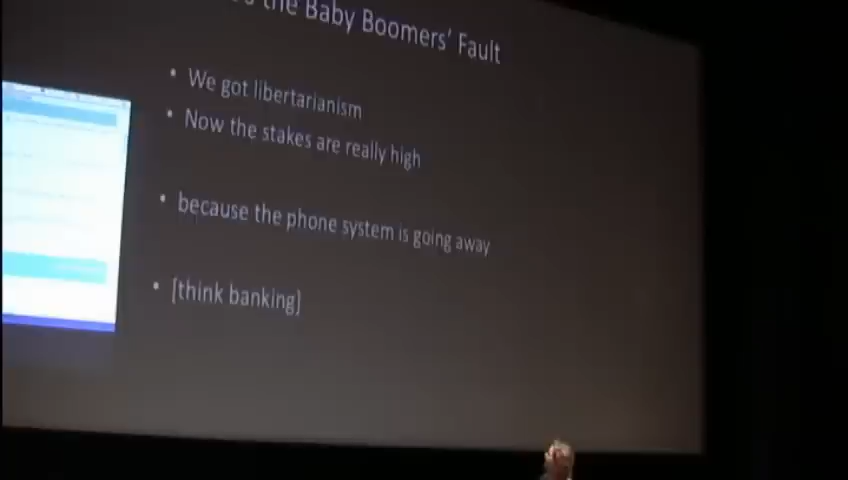 the Baby Boomers' Fault
• We got libertarianism
• Now the stakes are really high
• because the phone system is going away
• [think banking]